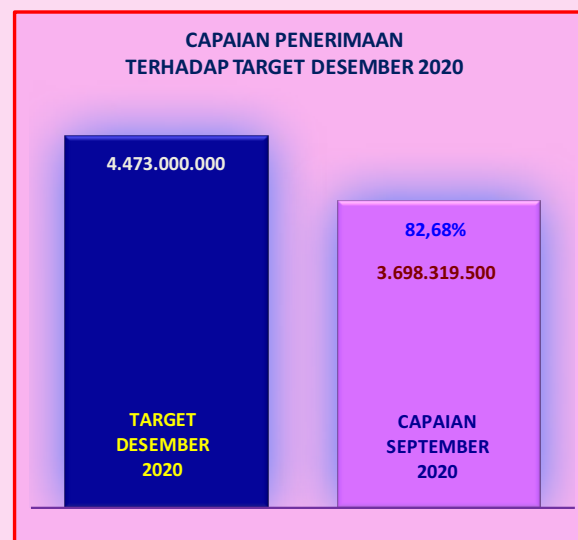 CAPAIAN PENERIMAAN
TERHADAP TARGET DESEMBER 2020
4.473.000.000
TARGET
DESEMBER
2020
82,68%
3.698.319.500
CAPAIAN
SEPTEMBER
2020